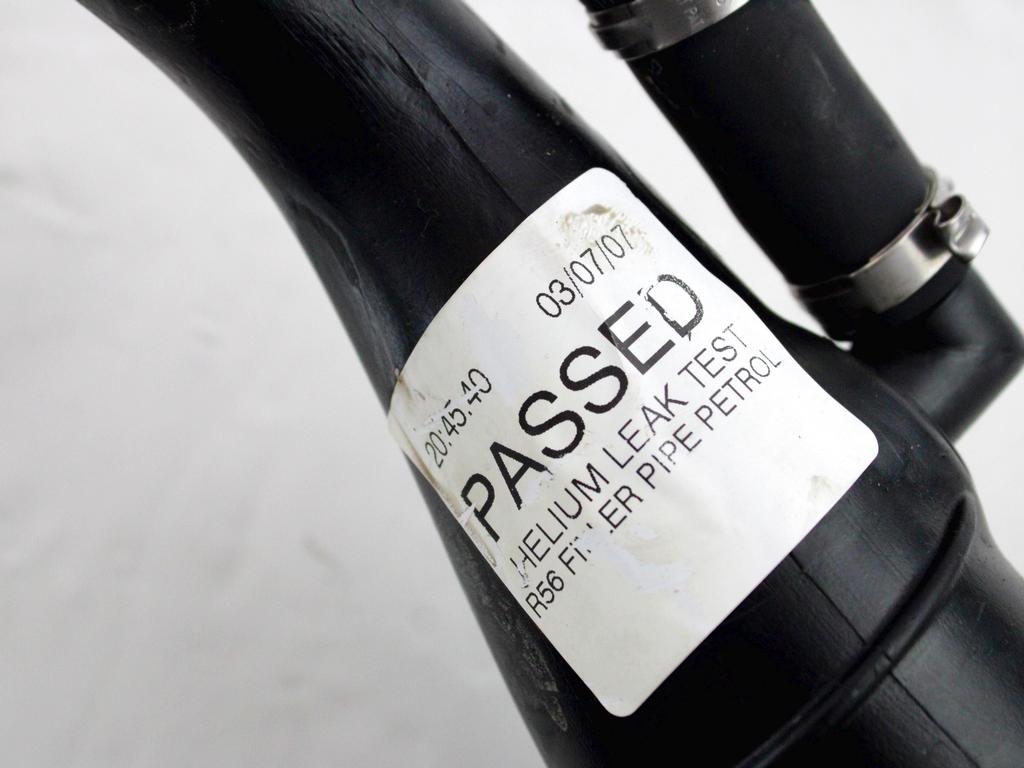 20:45:40 03/07/07
PASSED
HELIUM LEAK TEST
R56 FILLER PIPE PETROL